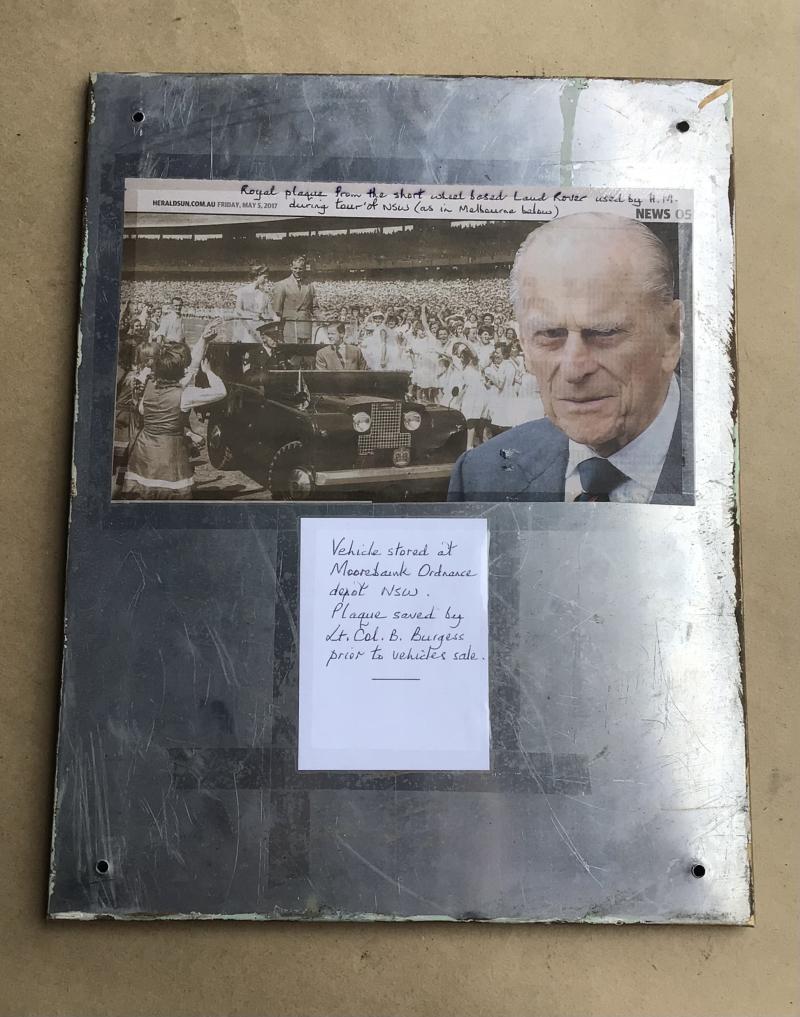 Royal plaque from the short wheel based Land Rover used by H.M.
HERALDSUN.COM.AU FRIDAY, MAY 5, 2017
during tour of NSW (as in Melbourne below)
NEWS 05
Vehicle stored at
Moorebank Ordnance
depot NSW.
Plaque saved by
Lt. Col. B. Burgess
prior to vehicles sale.